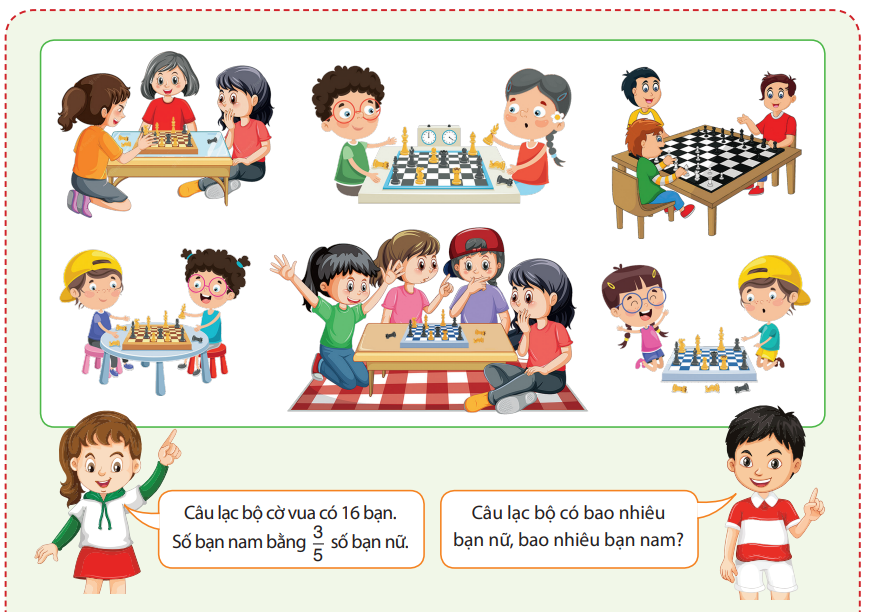 Câu lạc bộ cờ vua có 16 bạn.
Số bạn nam bằng 3/5 số bạn nữ.
Câu lạc bộ có bao nhiêu
bạn nữ, bao nhiêu bạn nam?